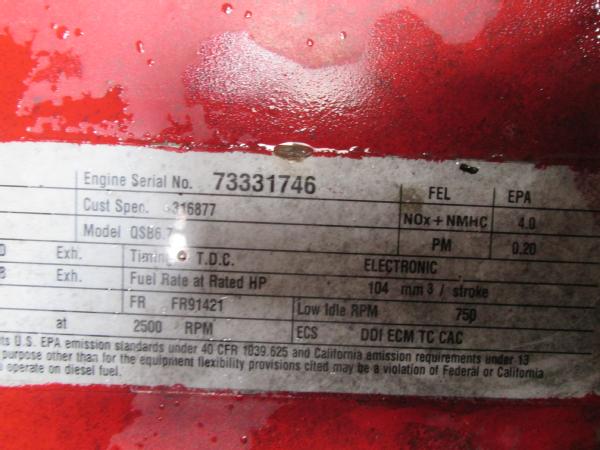 Engine Serial No. 73331746 FEL EPA
Cust Spec. 316877 NOx+NMHC 4.0
Model QSB6.7 PM 0.20
0 Exh. T.D.C. ELECTRONIC
8 Exh. Fuel Rate at Rated HP 104 mm3 / stroke
FR FR91421 Low Idle RPM 750
at 2500 RPM ECS DDI ECM TC CAC
U.S. EPA emission standards under 40 CFR 1039.625 and California emission requirements under 13
purpose other than for the equipment flexibility provisions cited may be a violation of Federal or California
operate on diesel fuel.